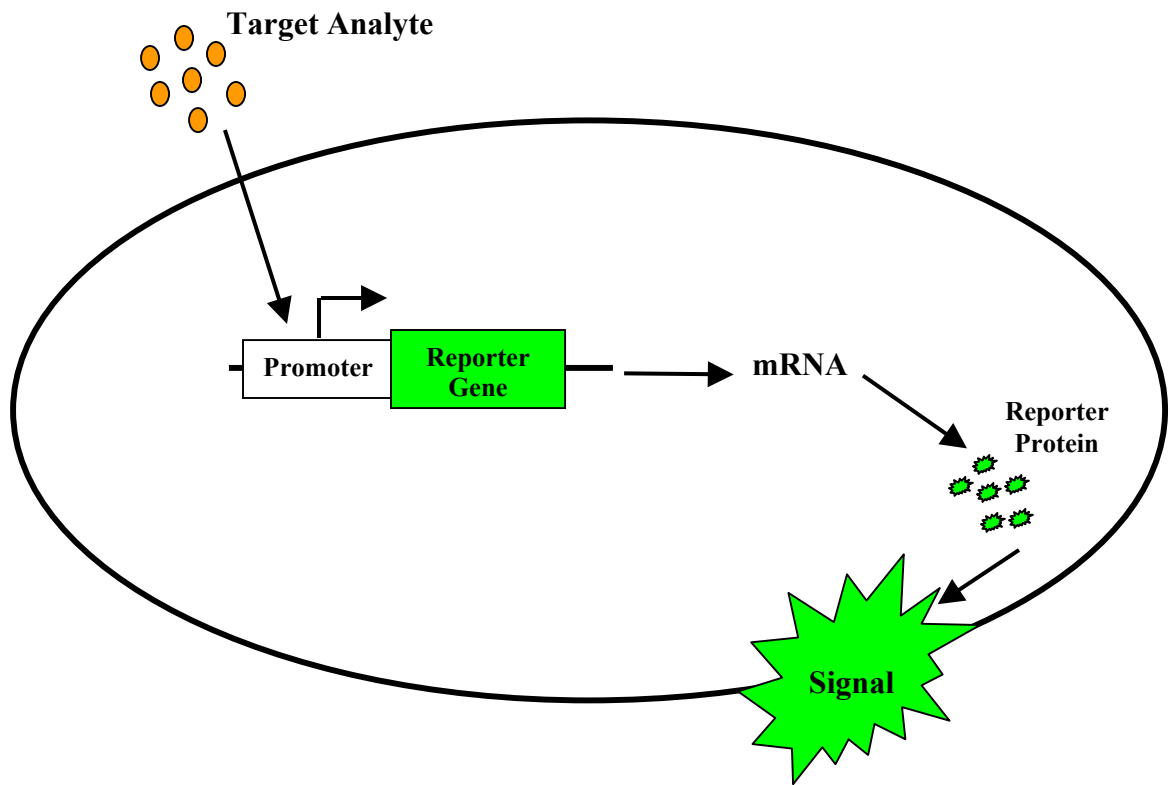 Target Analyte
Promoter
Reporter
Gene
mRNA
Reporter
Protein
Signal